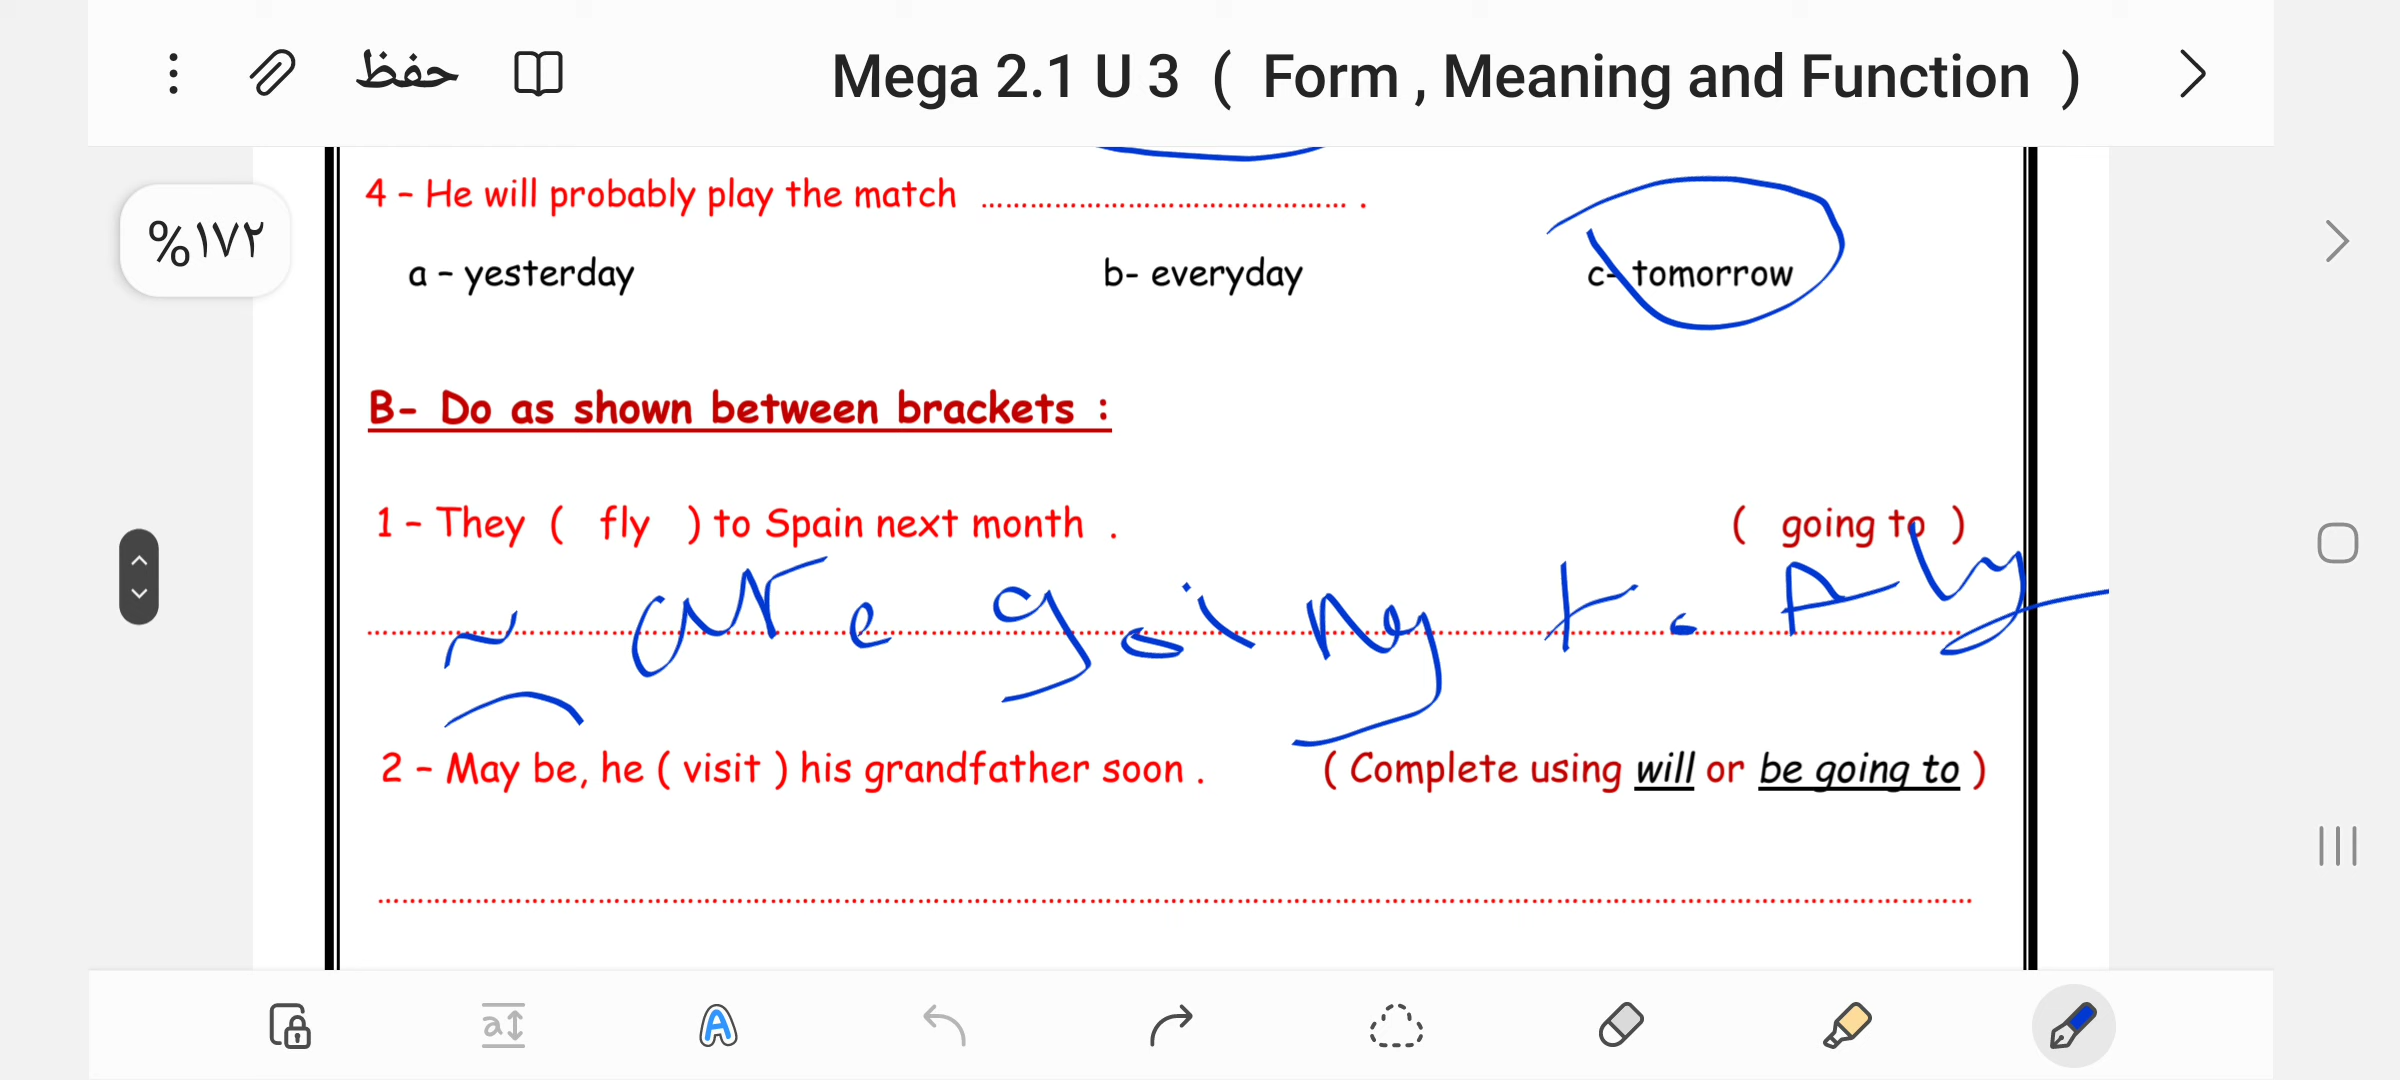 حفظ Mega 2.1 U 3 ( Form , Meaning and Function )
%١٧٢
4 - He will probably play the match .......................................... .
a - yesterday b- everyday c- tomorrow
B- Do as shown between brackets :
1 - They ( fly ) to Spain next month . ( going to )
are going to fly
2 - May be, he ( visit ) his grandfather soon . ( Complete using will or be going to )